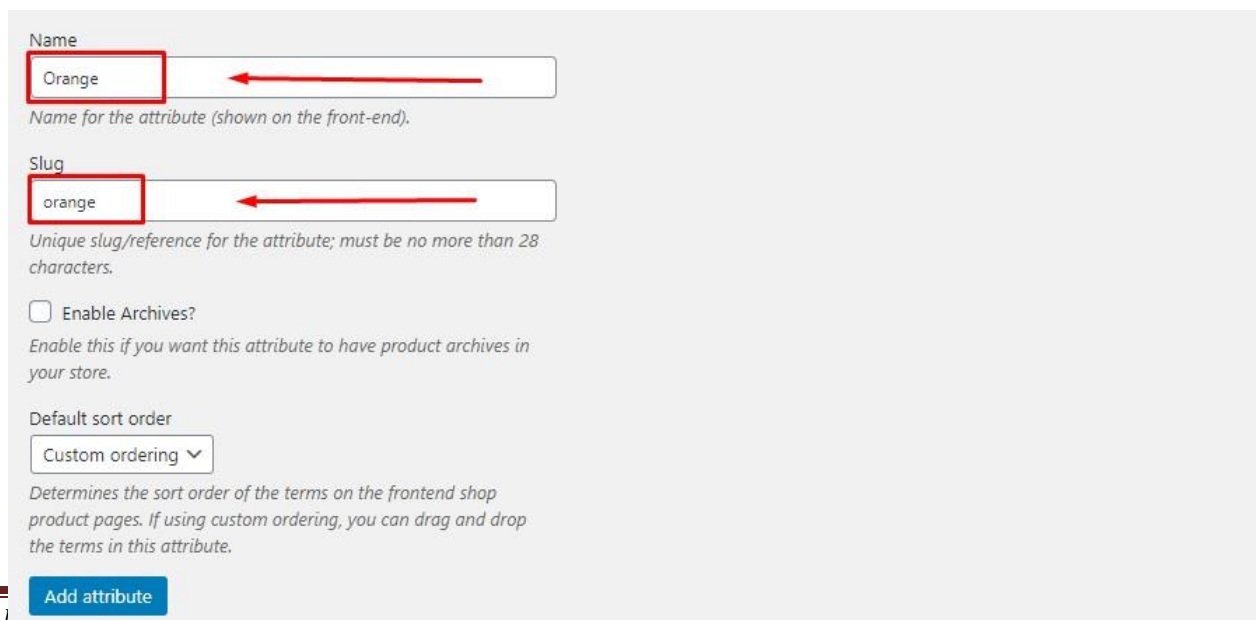 Name
Orange
Name for the attribute (shown on the front-end).
Slug
orange
Unique slug/reference for the attribute; must be no more than 28
characters.
Enable Archives?
Enable this if you want this attribute to have product archives in
your store.
Default sort order
Custom ordering
Determines the sort order of the terms on the frontend shop
product pages. If using custom ordering, you can drag and drop
the terms in this attribute.
Add attribute